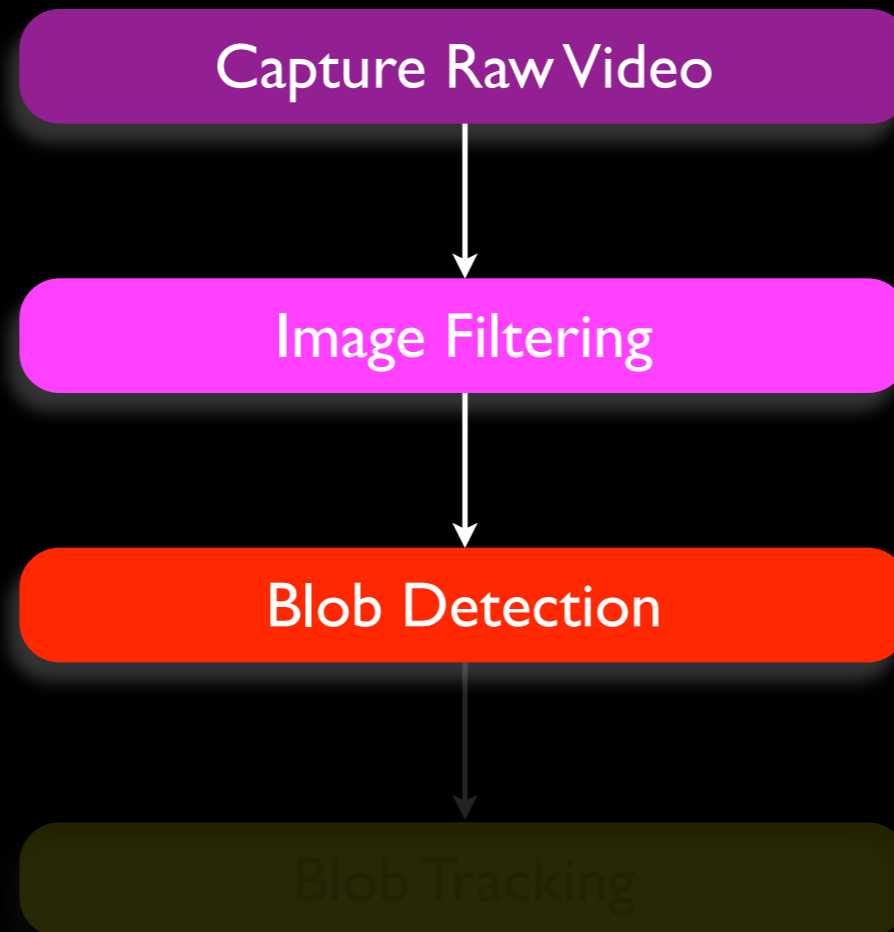 Capture Raw Video
Image Filtering
Blob Detection
Blob Tracking